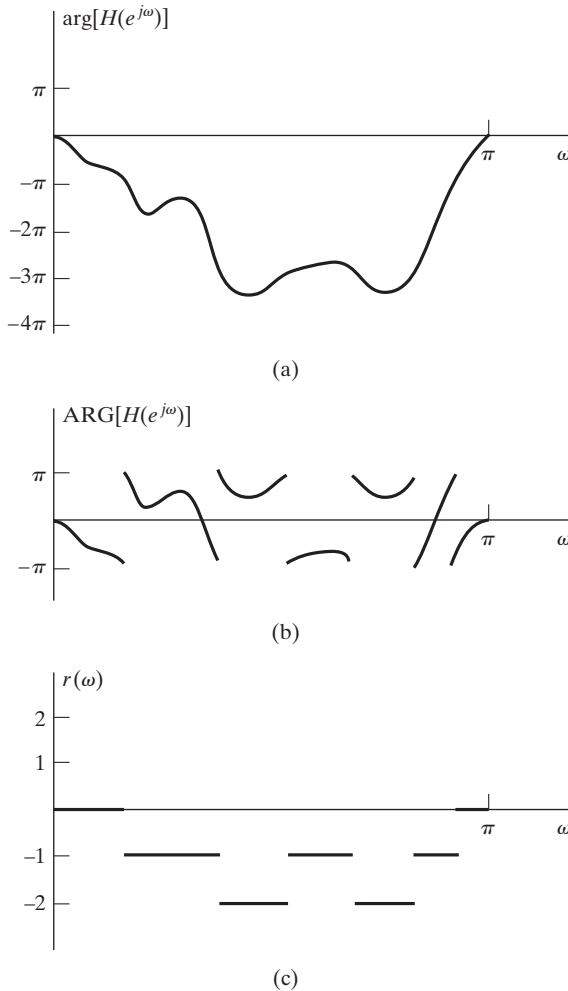 arg[H(e^{jω})]
π
π
ω
−π
−2π
−3π
−4π
(a)
ARG[H(e^{jω})]
π
π
ω
−π
(b)
r(ω)
2
1
π
ω
−1
−2
(c)